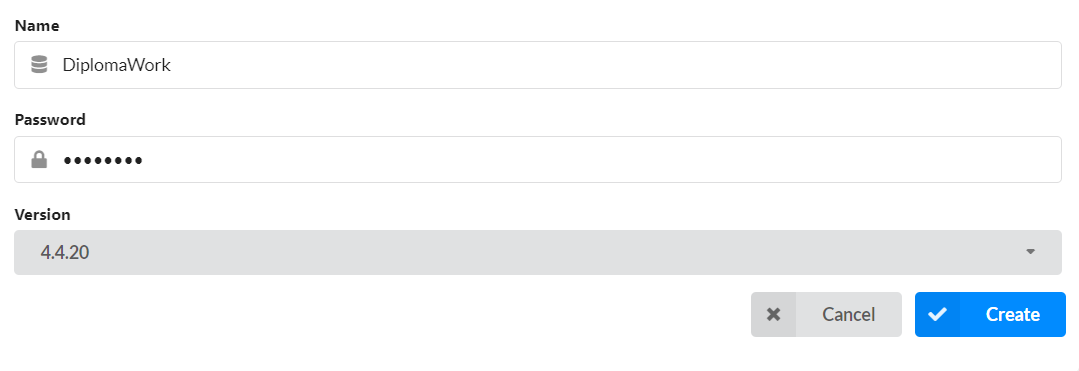 Name
DiplomaWork
Password
••••••••
Version
4.4.20
Cancel
Create